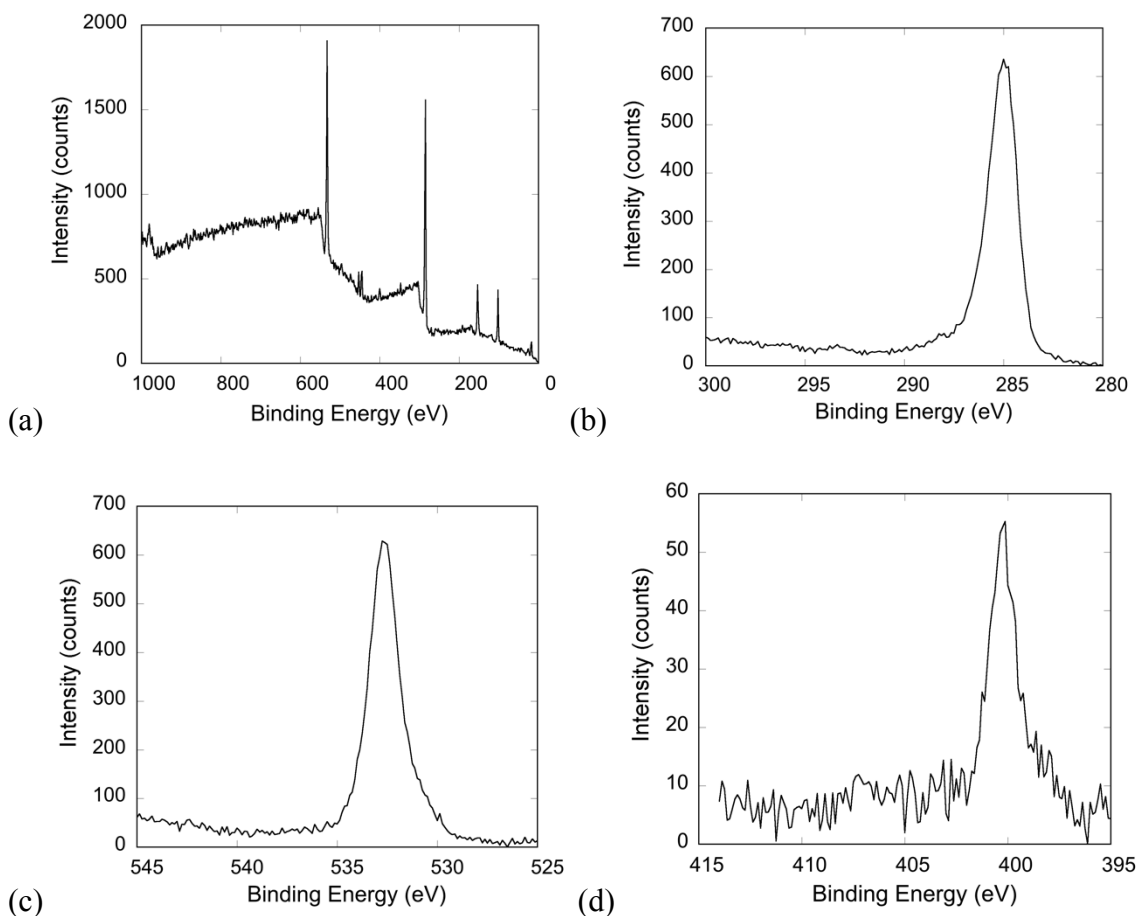 2000
1500
1000
500
0
Intensity (counts)
1000 800 600 400 200 0
Binding Energy (eV)
(a)
700
600
500
400
300
200
100
0
Intensity (counts)
300 295 290 285 280
Binding Energy (eV)
(b)
700
600
500
400
300
200
100
0
Intensity (counts)
545 540 535 530 525
Binding Energy (eV)
(c)
60
50
40
30
20
10
0
Intensity (counts)
415 410 405 400 395
Binding Energy (eV)
(d)